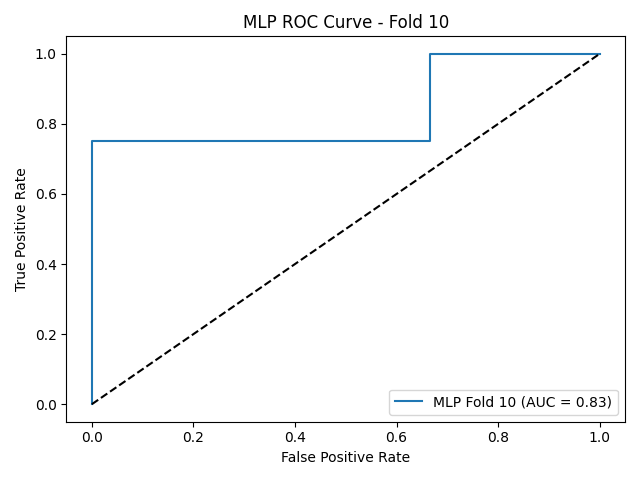 MLP ROC Curve - Fold 10
True Positive Rate
1.0
0.8
0.6
0.4
0.2
0.0
0.0 0.2 0.4 0.6 0.8 1.0
False Positive Rate
MLP Fold 10 (AUC = 0.83)